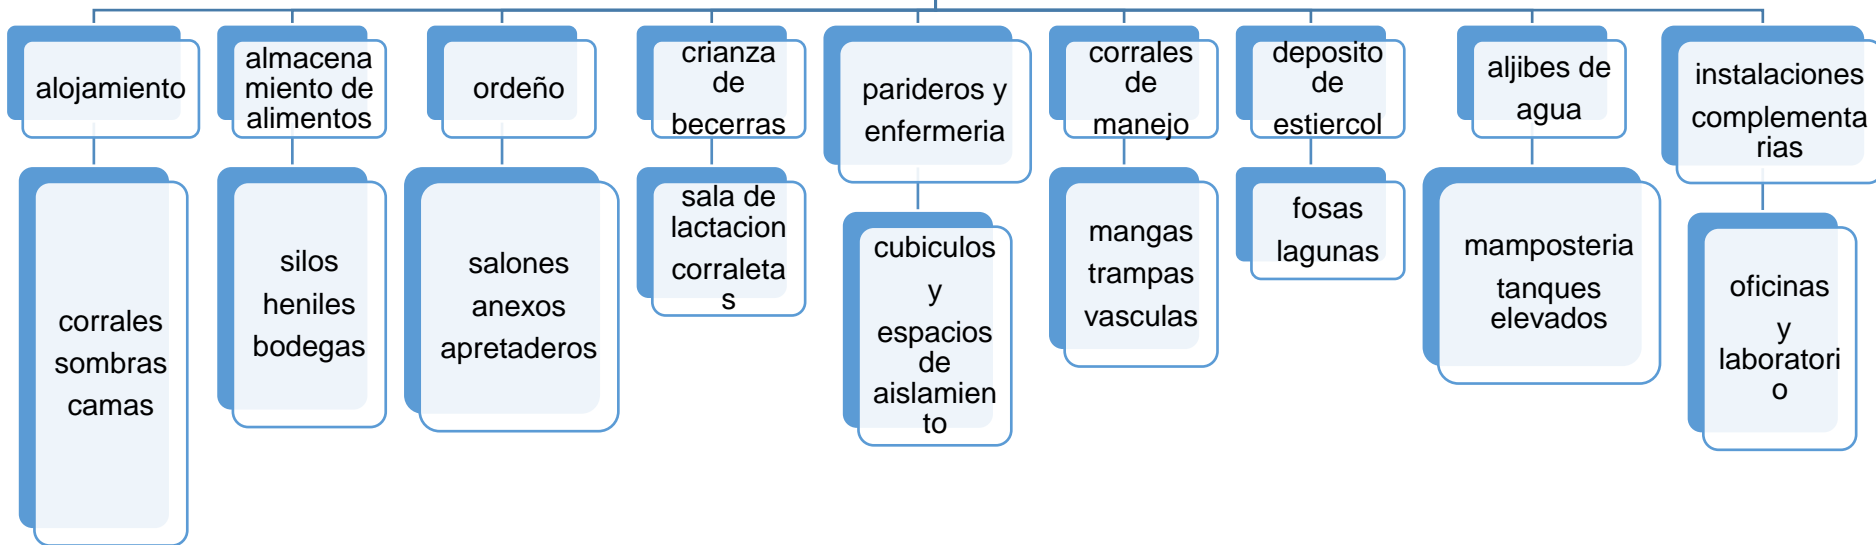 alojamiento
corrales
sombras
camas
almacena
miento de
alimentos
silos
heniles
bodegas
ordeño
salones
anexos
apretaderos
crianza
de
becerras
sala de
lactacion
corraleta
s
parideros y
enfermeria
cubiculos
y
espacios
de
aislamien
to
corrales
de
manejo
mangas
trampas
vasculas
deposito
de
estiercol
fosas
lagunas
aljibes de
agua
mamposteria
tanques
elevados
instalaciones
complementa
rias
oficinas
y
laboratori
o